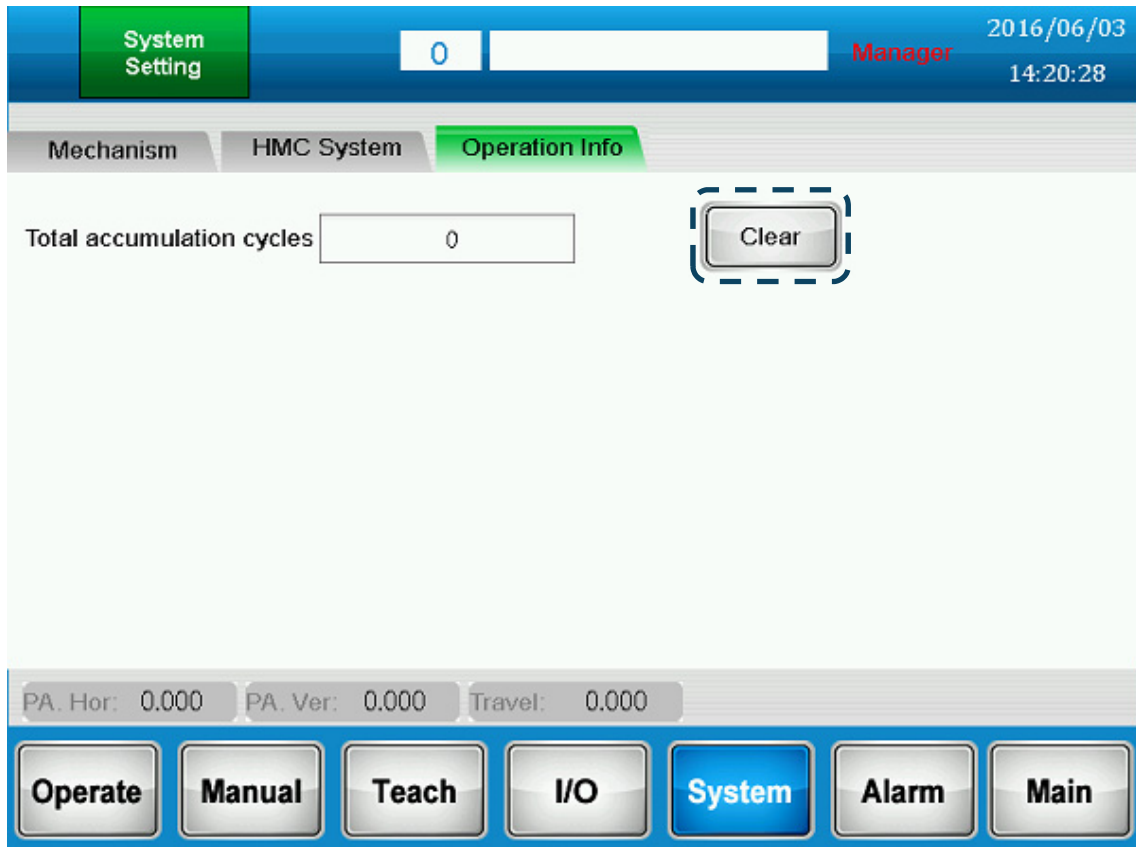 System
Setting
0
Manager
2016/06/03
14:20:28
Mechanism
HMC System
Operation Info
Total accumulation cycles
0
Clear
PA. Hor: 0.000
PA. Ver: 0.000
Travel: 0.000
Operate
Manual
Teach
I/O
System
Alarm
Main